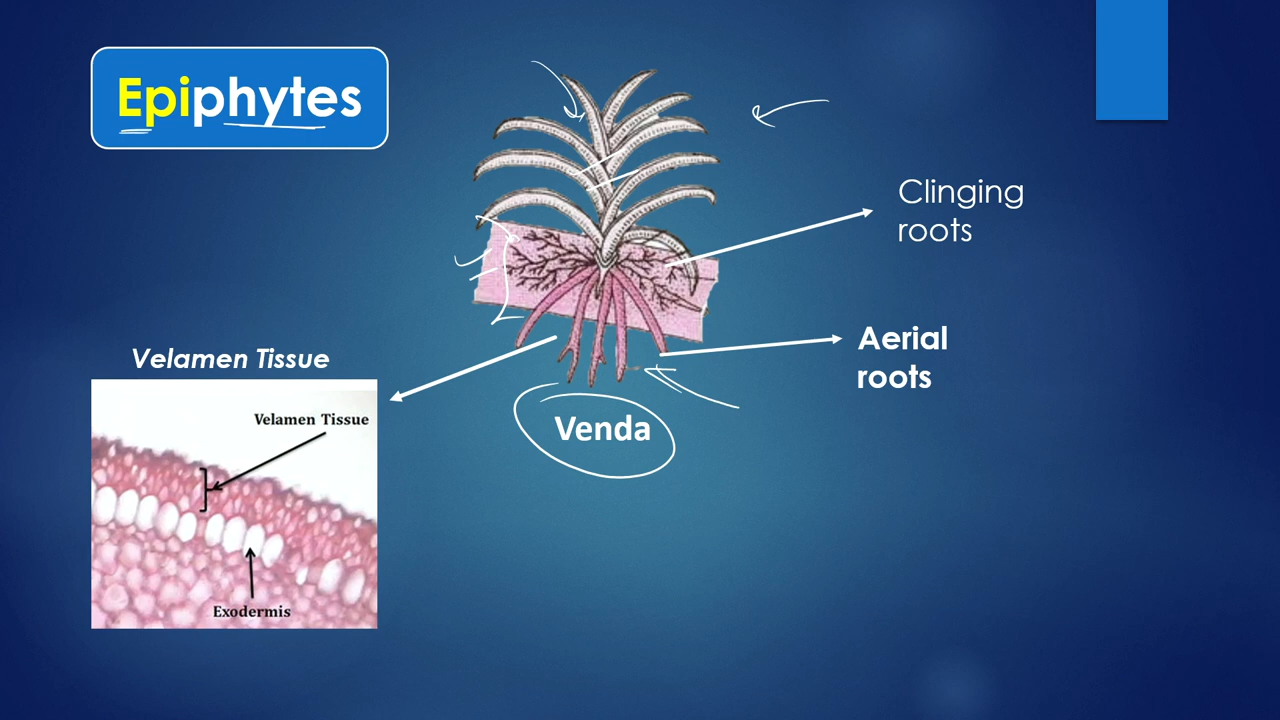 Epiphytes
Clinging
roots
Aerial
roots
Venda
Velamen Tissue
Velamen Tissue
Exodermis